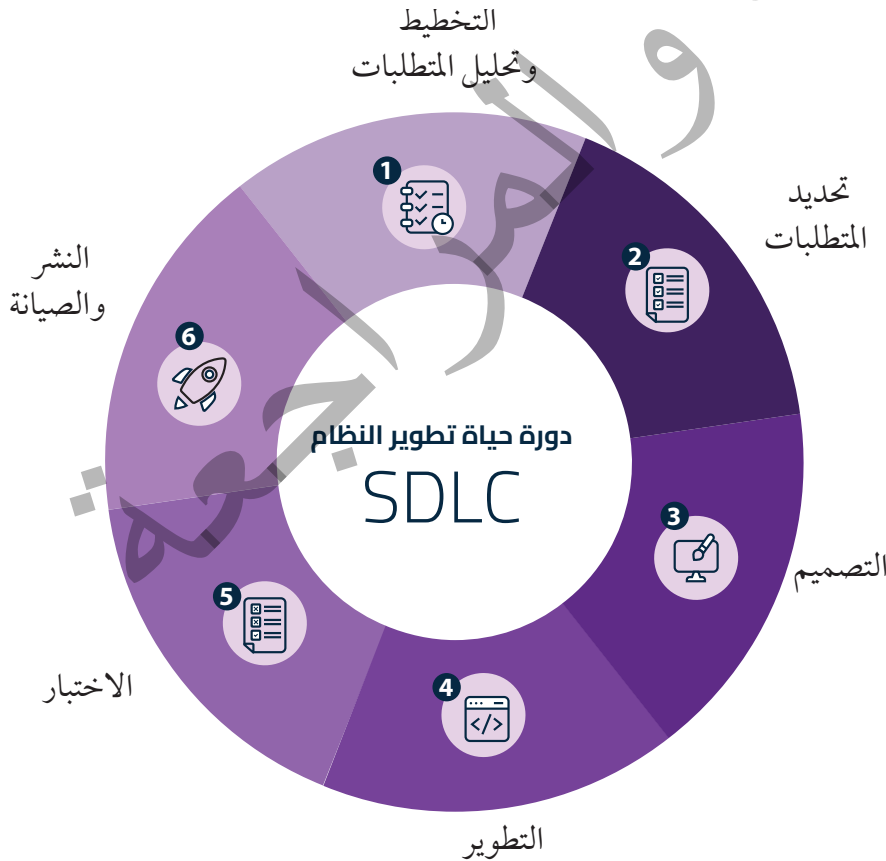 التخطيط
وتحليل المتطلبات
1
تحديد
المتطلبات
2
التصميم
3
التطوير
4
الاختبار
5
النشر
والصيانة
6
دورة حياة تطوير النظام
SDLC
والمراجعة